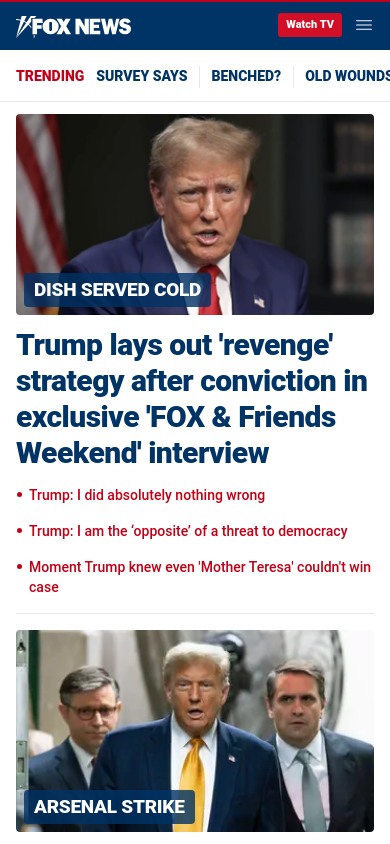 FOX NEWS
Watch TV
TRENDING SURVEY SAYS BENCHED? OLD WOUNDS
DISH SERVED COLD
Trump lays out 'revenge'
strategy after conviction in
exclusive 'FOX & Friends
Weekend' interview
• Trump: I did absolutely nothing wrong
• Trump: I am the ‘opposite’ of a threat to democracy
• Moment Trump knew even 'Mother Teresa' couldn't win
case
ARSENAL STRIKE